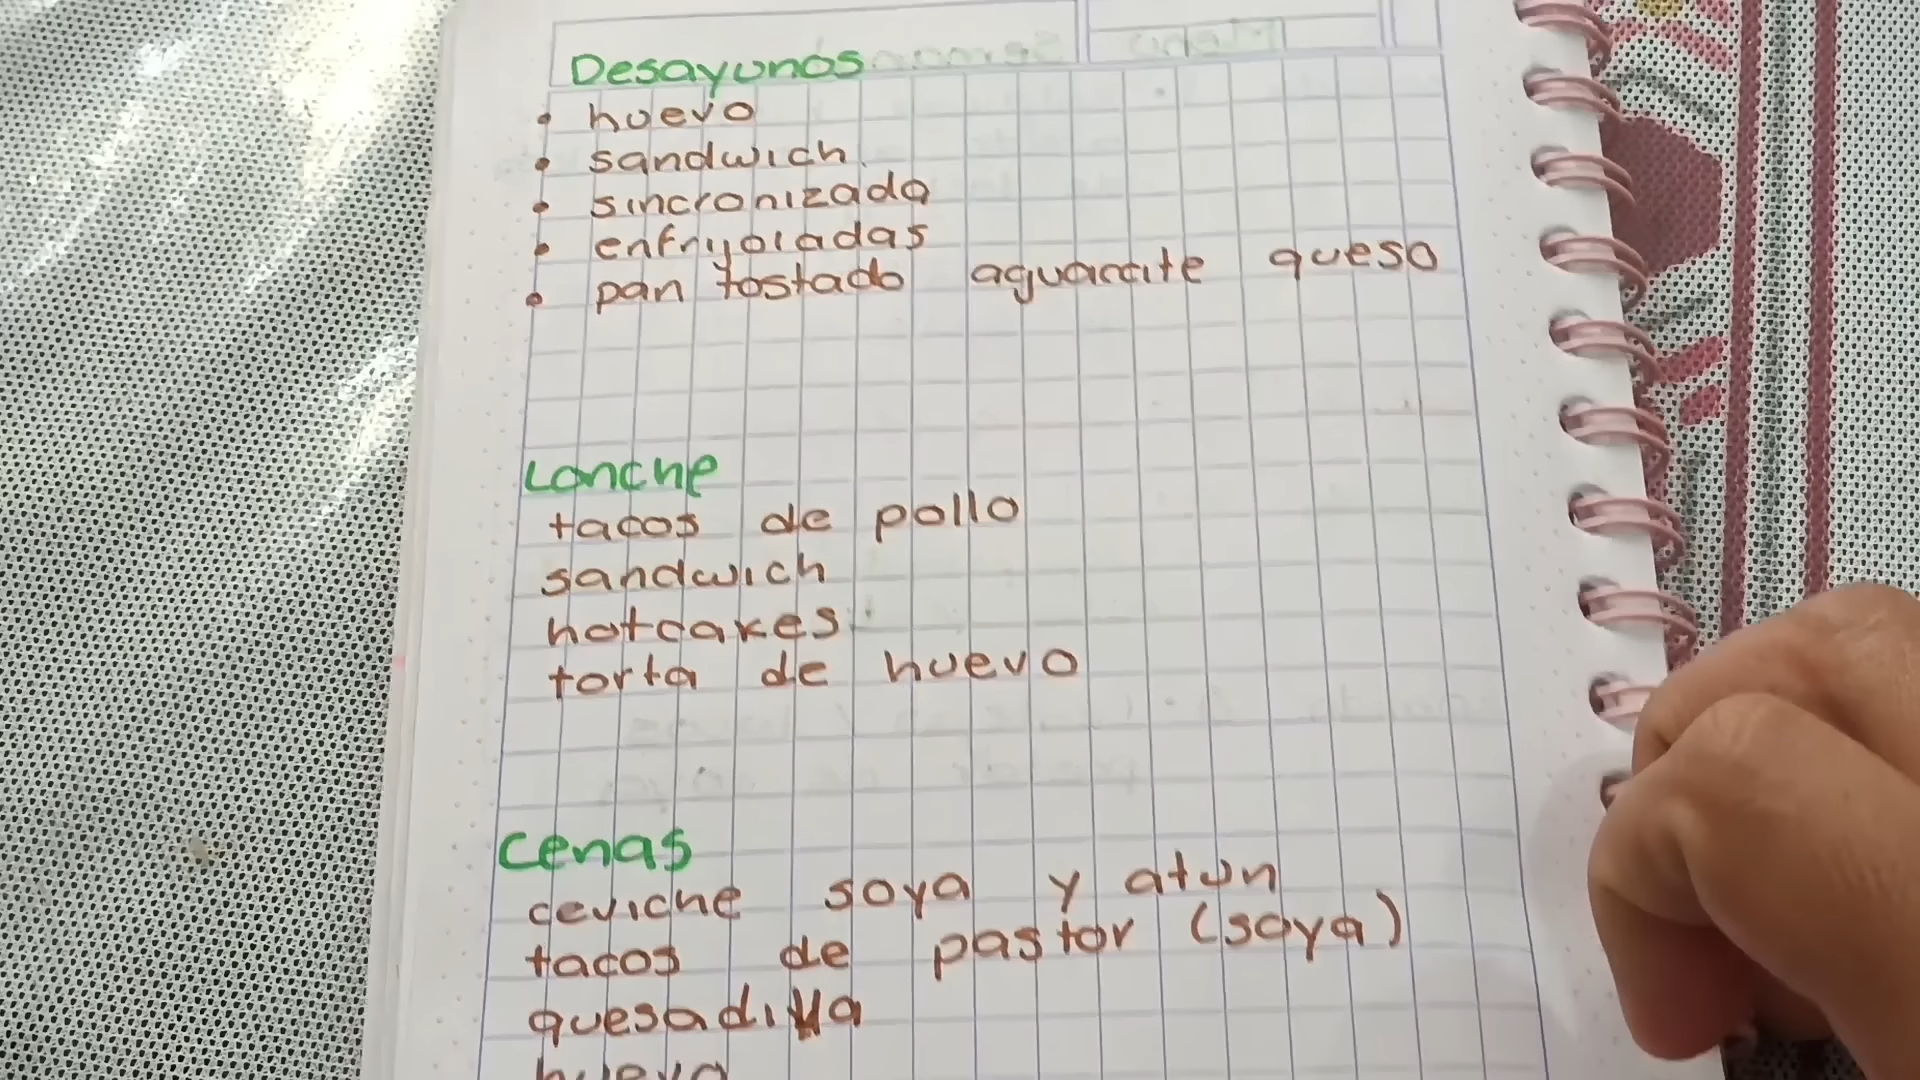 Desayunos
• huevo
• sandwich
• sincronizada
• enfrijoladas
• pan tostado aguacate queso
Lonche
tacos de pollo
sandwich
hotcakes
torta de huevo
Cenas
ceviche soya y atun
tacos de pastor (soya)
quesadilla
huevo